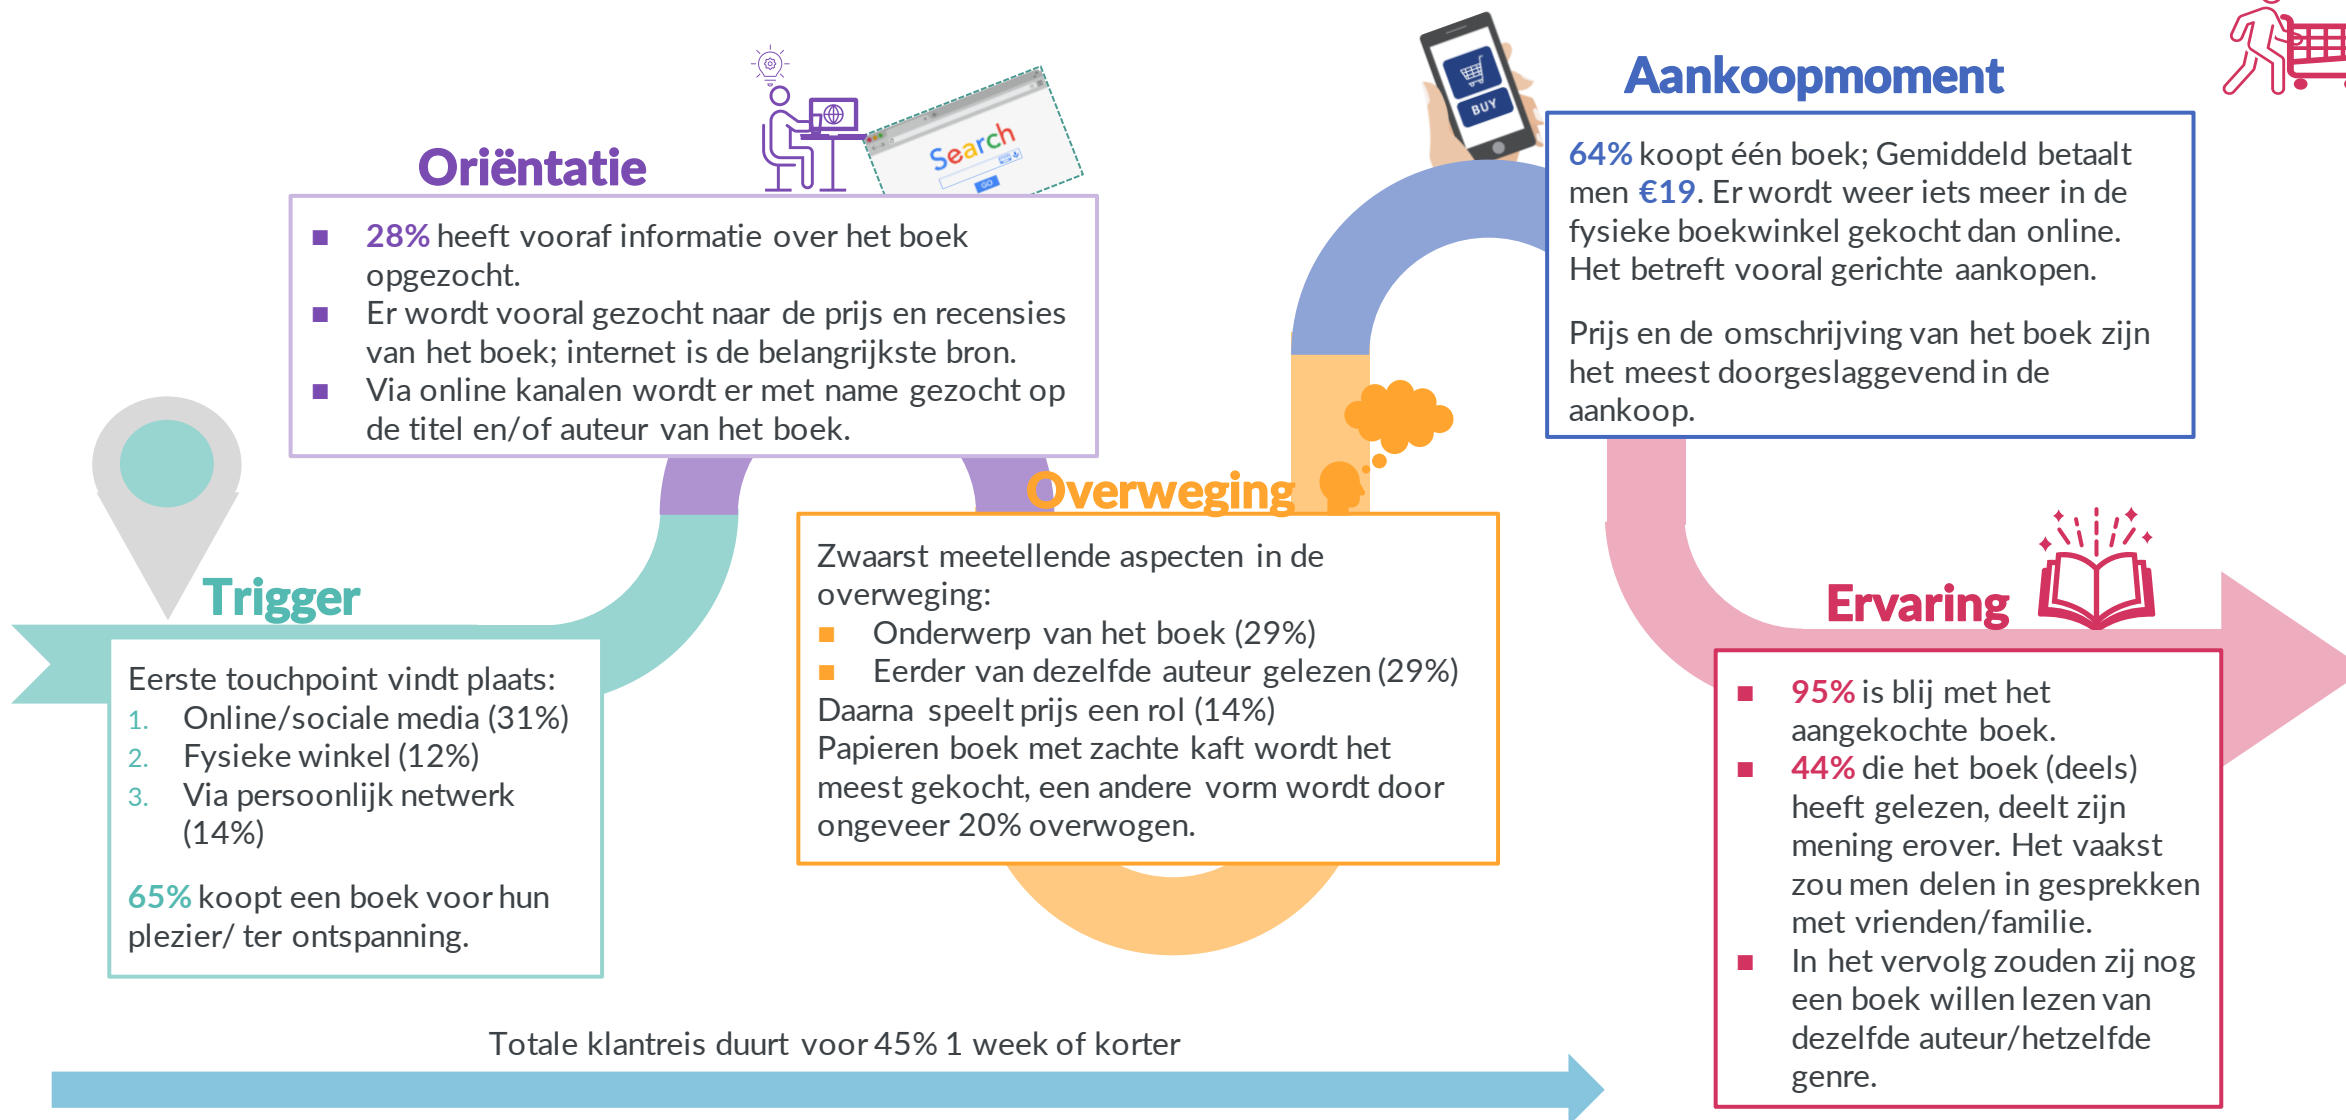 Trigger
Eerste touchpoint vindt plaats:
1. Online/sociale media (31%)
2. Fysieke winkel (12%)
3. Via persoonlijk netwerk
(14%)
65% koopt een boek voor hun
plezier/ ter ontspanning.
Oriëntatie
Search
GO
■ 28% heeft vooraf informatie over het boek
opgezocht.
■ Er wordt vooral gezocht naar de prijs en recensies
van het boek; internet is de belangrijkste bron.
■ Via online kanalen wordt er met name gezocht op
de titel en/of auteur van het boek.
Overweging
Zwaarst meetellende aspecten in de
overweging:
■ Onderwerp van het boek (29%)
■ Eerder van dezelfde auteur gelezen (29%)
Daarna speelt prijs een rol (14%)
Papieren boek met zachte kaft wordt het
meest gekocht, een andere vorm wordt door
ongeveer 20% overwogen.
BUY
Aankoopmoment
64% koopt één boek; Gemiddeld betaalt
men €19. Er wordt weer iets meer in de
fysieke boekwinkel gekocht dan online.
Het betreft vooral gerichte aankopen.
Prijs en de omschrijving van het boek zijn
het meest doorgeslaggevend in de
aankoop.
Ervaring
■ 95% is blij met het
aangekochte boek.
■ 44% die het boek (deels)
heeft gelezen, deelt zijn
mening erover. Het vaakst
zou men delen in gesprekken
met vrienden/familie.
■ In het vervolg zouden zij nog
een boek willen lezen van
dezelfde auteur/hetzelfde
genre.
Totale klantreis duurt voor 45% 1 week of korter